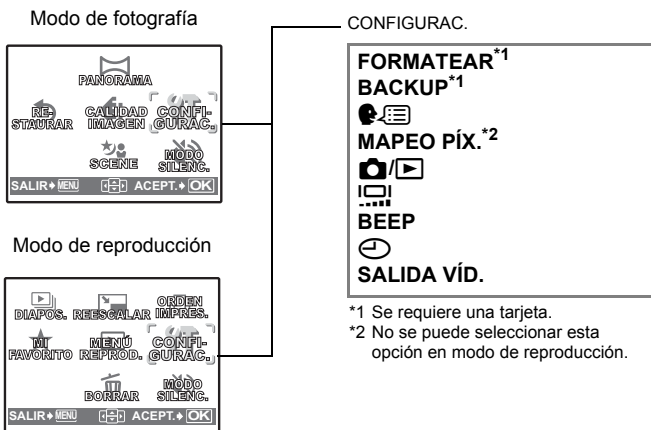 Modo de fotografía
PANORAMA
RE-
STAURAR
CALIDAD
IMAGEN
CONFI-
GURAC.
SCENE
MODO
SILENC.
SALIR MENU ACEPT. OK
Modo de reproducción
DIAPOS.
REESCALAR
ORDEN
IMPRES.
MI
FAVORITO
MENÚ
REPROD.
CONFI-
GURAC.
BORRAR
MODO
SILENC.
SALIR MENU ACEPT. OK
CONFIGURAC.
FORMATEAR*1
BACKUP*1
MAPEO PÍX.*2
BEEP
SALIDA VÍD.
*1 Se requiere una tarjeta.
*2 No se puede seleccionar esta
opción en modo de reproducción.